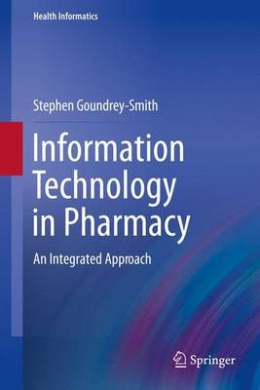 Health Informatics
Stephen Goundrey-Smith
Information
Technology
in Pharmacy
An Integrated Approach
Springer